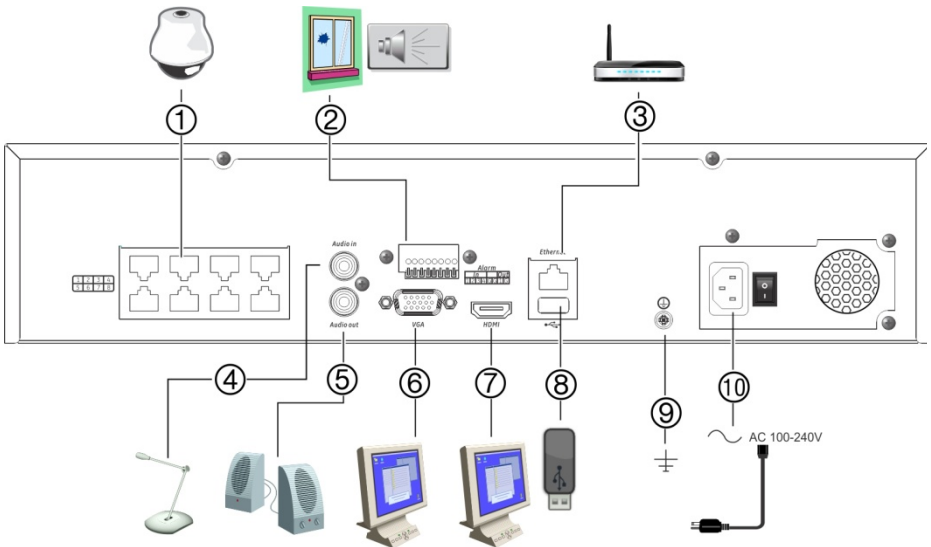 ① ② ③
Audio in
Alarm
Audio out
VGA
HDMI
④ ⑤ ⑥ ⑦ ⑧ ⑨ ⑩
AC 100-240V